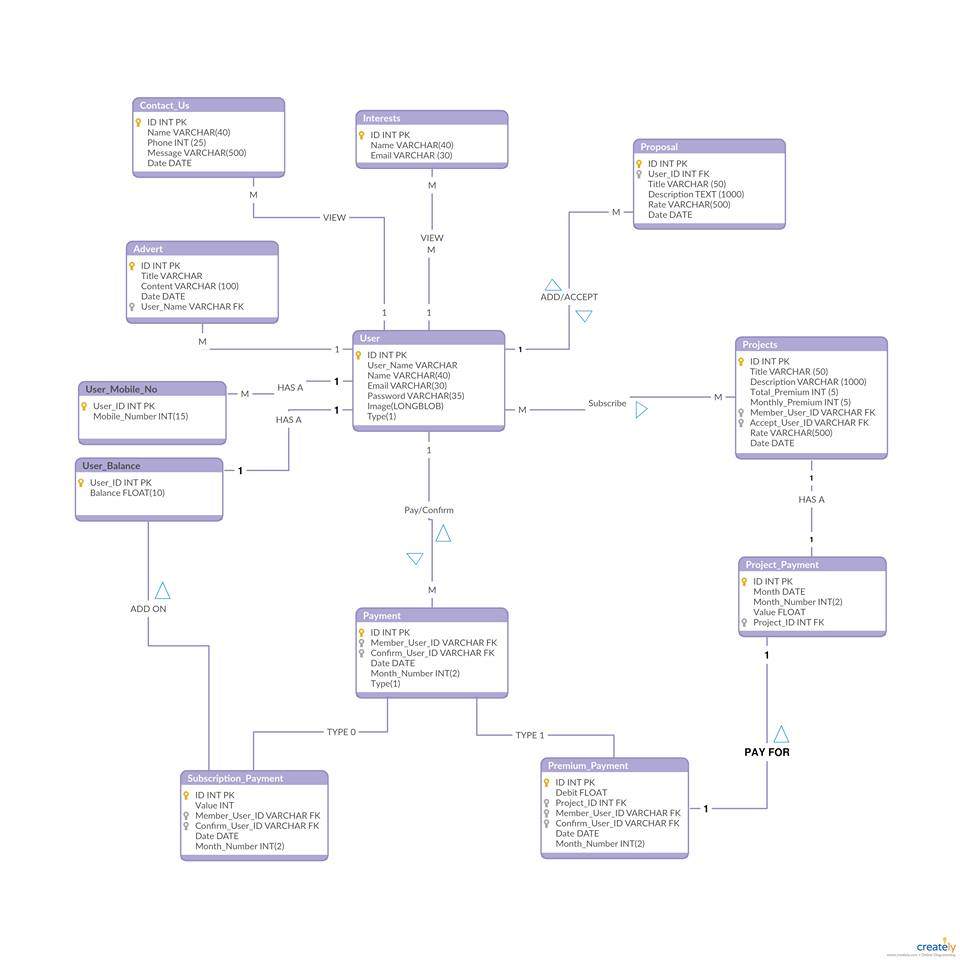 Contact_Us
ID INT PK
Name VARCHAR(40)
Phone INT (25)
Message VARCHAR(500)
Date DATE
M
VIEW
1
Interests
ID INT PK
Name VARCHAR(40)
Email VARCHAR (30)
M
VIEW
M
1
Proposal
ID INT PK
User_ID INT FK
Title VARCHAR (50)
Description TEXT (1000)
Rate VARCHAR(500)
Date DATE
M
ADD/ACCEPT
1
Advert
ID INT PK
Title VARCHAR
Content VARCHAR (100)
Date DATE
User_Name VARCHAR FK
M
1
User
ID INT PK
User_Name VARCHAR
Name VARCHAR(40)
Email VARCHAR(30)
Password VARCHAR(35)
Image(LONGBLOB)
Type(1)
User_Mobile_No
User_ID INT PK
Mobile_Number INT(15)
M
HAS A
1
HAS A
1
User_Balance
User_ID INT PK
Balance FLOAT(10)
1
M
Subscribe
M
Projects
ID INT PK
Title VARCHAR (50)
Description VARCHAR (1000)
Total_Premium INT (5)
Monthly_Premium INT (5)
Member_User_ID VARCHAR FK
Accept_User_ID VARCHAR FK
Rate VARCHAR(500)
Date DATE
1
HAS A
1
1
Pay/Confirm
M
Project_Payment
ID INT PK
Month DATE
Month_Number INT(2)
Value FLOAT
Project_ID INT FK
1
PAY FOR
1
ADD ON
Payment
ID INT PK
Member_User_ID VARCHAR FK
Confirm_User_ID VARCHAR FK
Date DATE
Month_Number INT(2)
Type(1)
TYPE 0
TYPE 1
Subscription_Payment
ID INT PK
Value INT
Member_User_ID VARCHAR FK
Confirm_User_ID VARCHAR FK
Date DATE
Month_Number INT(2)
Premium_Payment
ID INT PK
Debit FLOAT
Project_ID INT FK
Member_User_ID VARCHAR FK
Confirm_User_ID VARCHAR FK
Date DATE
Month_Number INT(2)
creately
www.creately.com • Online Diagramming